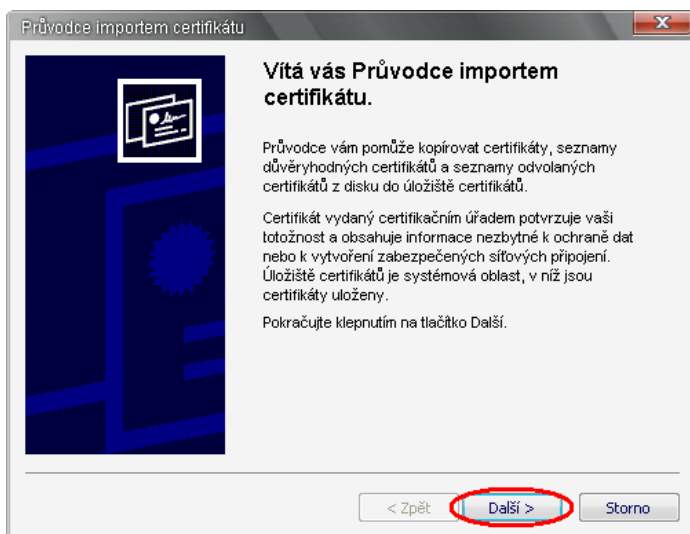 Průvodce importem certifikátu
Vítá vás Průvodce importem
certifikátu.
Průvodce vám pomůže kopírovat certifikáty, seznamy
důvěryhodných certifikátů a seznamy odvolaných
certifikátů z disku do úložiště certifikátů.
Certifikát vydaný certifikačním úřadem potvrzuje vaši
totožnost a obsahuje informace nezbytné k ochraně dat
nebo k vytvoření zabezpečených síťových připojení.
Úložiště certifikátů je systémová oblast, v níž jsou
certifikáty uloženy.
Pokračujte klepnutím na tlačítko Další.
< Zpět Další > Storno